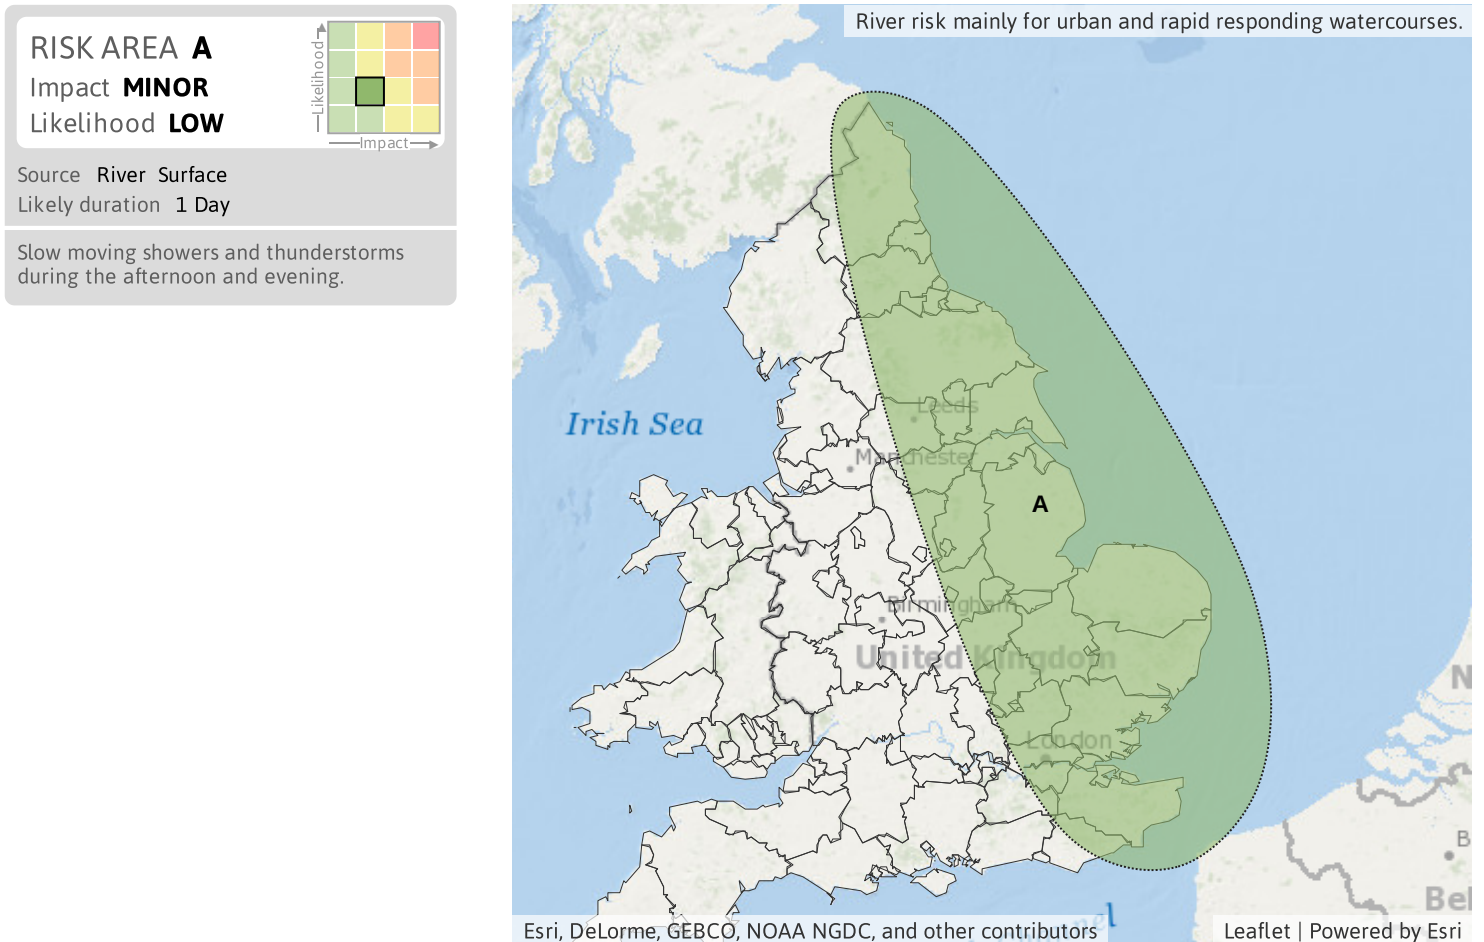 RISK AREA A
Impact MINOR
Likelihood LOW
Likelihood
Impact
Source River Surface
Likely duration 1 Day
Slow moving showers and thunderstorms
during the afternoon and evening.
River risk mainly for urban and rapid responding watercourses.
Leeds
Irish Sea
Manchester
A
Birmingham
United Kingdom
N
London
B
Bel
nel
Esri, DeLorme, GEBCO, NOAA NGDC, and other contributors
Leaflet | Powered by Esri